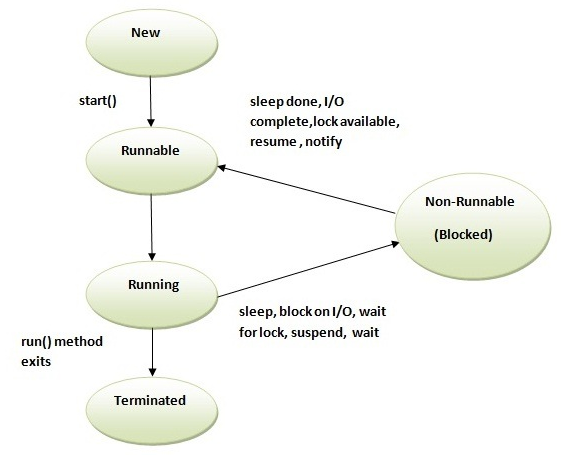 New
start()
sleep done, I/O
complete,lock available,
resume , notify
Runnable
Non-Runnable
(Blocked)
Running
sleep, block on I/O, wait
for lock, suspend, wait
run() method
exits
Terminated